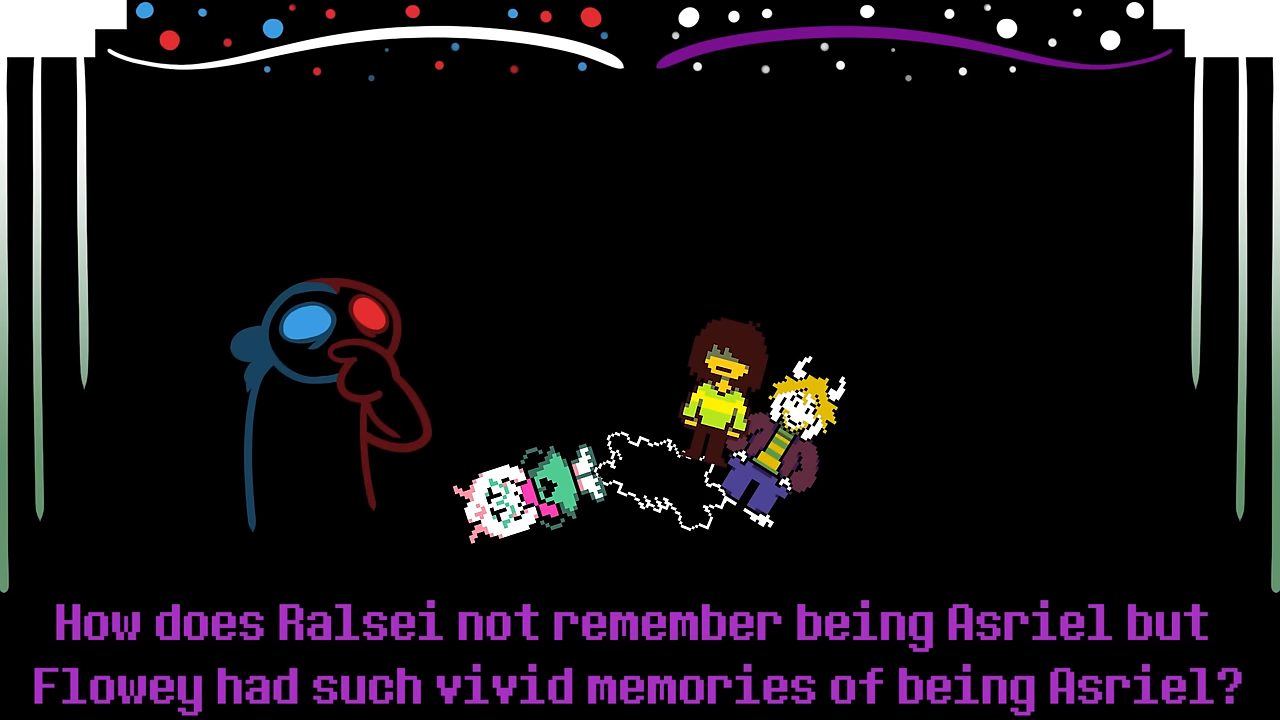 How does Ralsei not remember being Asriel but
Flowey had such vivid memories of being Asriel?